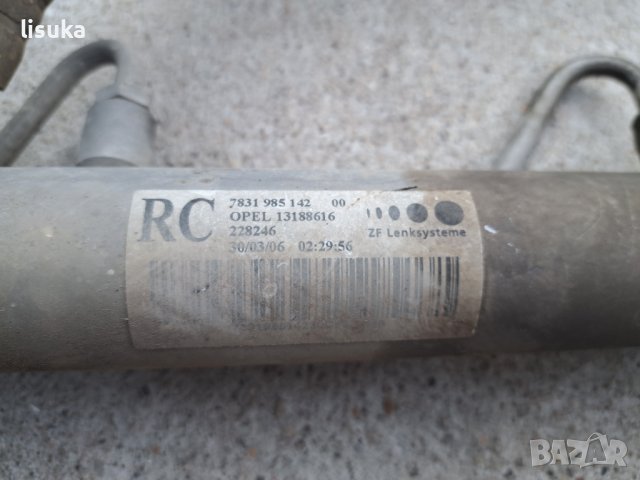 lisuka
RC
7831 985 142 00
OPEL 13188616
228246
30/03/06 02:29:56
ZF Lenksysteme
BAZAR